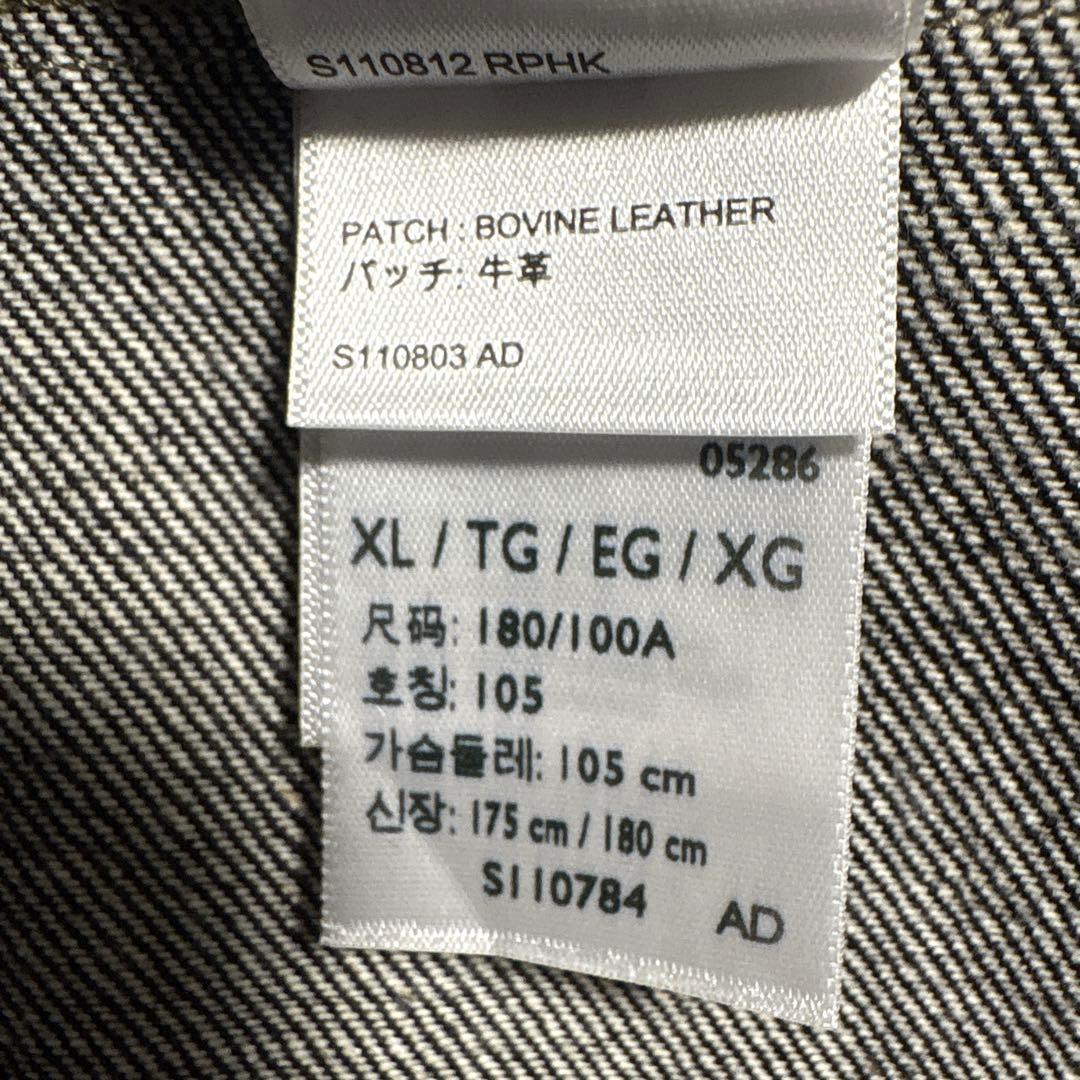 S110812 RPHK
PATCH : BOVINE LEATHER
パッチ: 牛革
S110803 AD
05286
XL / TG / EG / XG
尺码: 180/100A
호칭: 105
가슴둘레: 105 cm
신장: 175 cm / 180 cm
S110784 AD